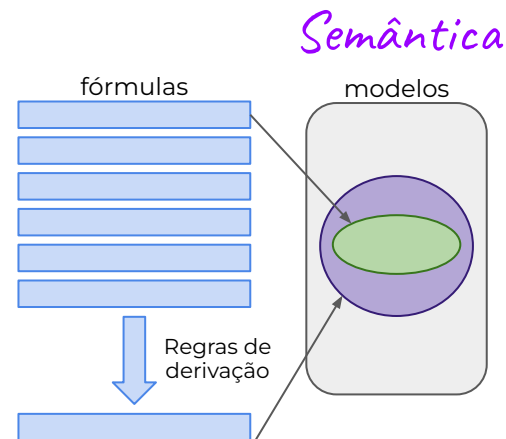 Semântica
fórmulas
modelos
Regras de
derivação